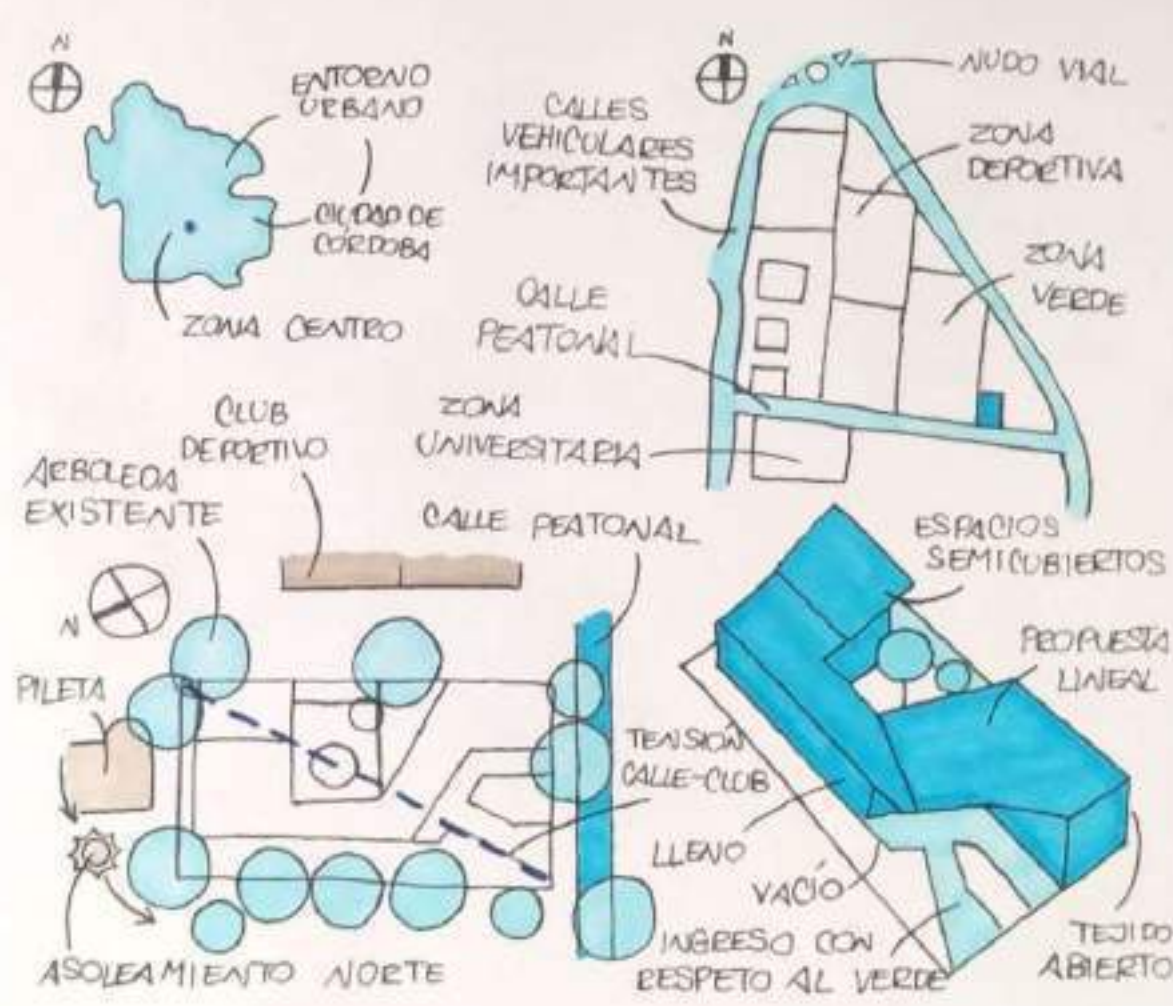 N
ENTORNO
URBANO
CIUDAD DE
CÓRDOBA
ZONA CENTRO
N
NUDO VIAL
CALLES
VEHICULARES
IMPORTANTES
ZONA
DEPORTIVA
ZONA
VERDE
CALLE
PEATONAL
ZONA
UNIVERSITARIA
CLUB
DEPORTIVO
ARBOLEDA
EXISTENTE
CALLE PEATONAL
N
PILETA
TENSIÓN
CALLE-CLUB
ASOLEAMIENTO NORTE
ESPACIOS
SEMICUBIERTOS
PROPUESTA
LINEAL
LLENO
VACÍO
INGRESO CON
RESPETO AL VERDE
TEJIDO
ABIERTO